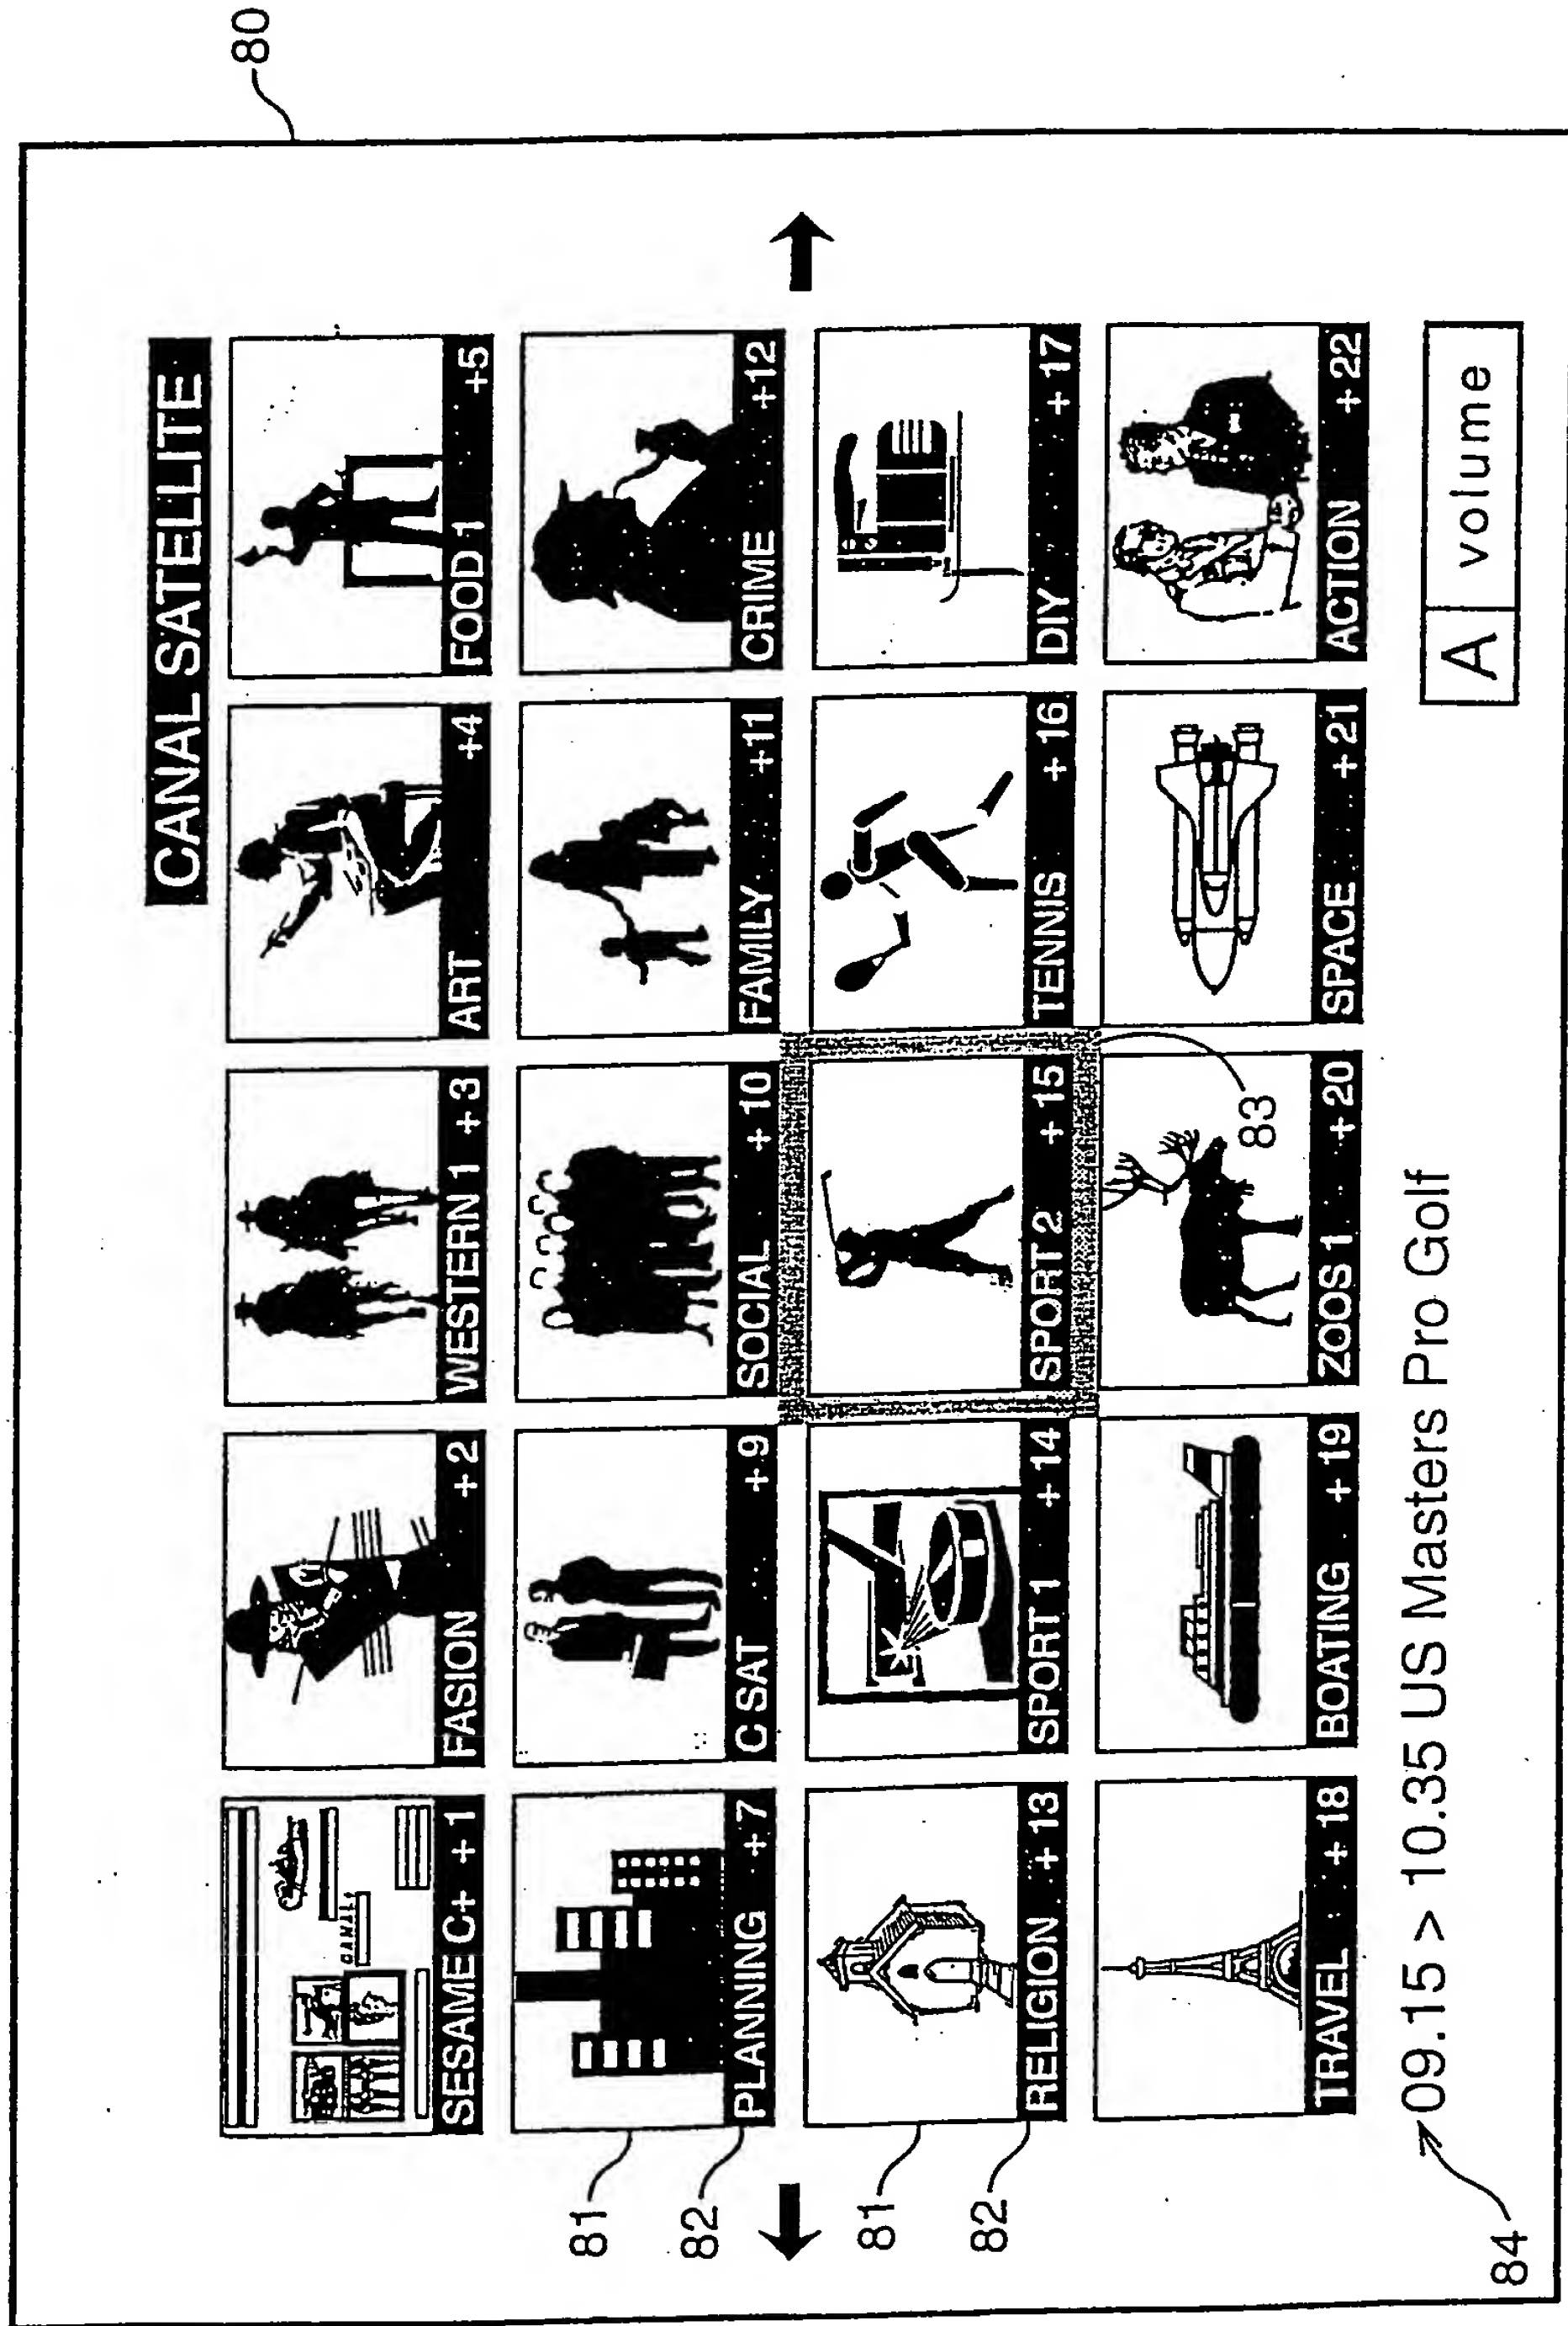 80
CANAL SATELLITE
SESAME C+ + 1
FASION + 2
WESTERN 1 + 3
ART +4
FOOD 1 +5
81
82
PLANNING +7
C SAT + 9
SOCIAL + 10
FAMILY +11
CRIME +12
81
82
RELIGION + 13
SPORT 1 + 14
SPORT 2 + 15
TENNIS + 16
DIY + 17
83
TRAVEL + 18
BOATING + 19
ZOOS 1 + 20
SPACE + 21
ACTION + 22
84
09.15 > 10.35 US Masters Pro Golf
A volume